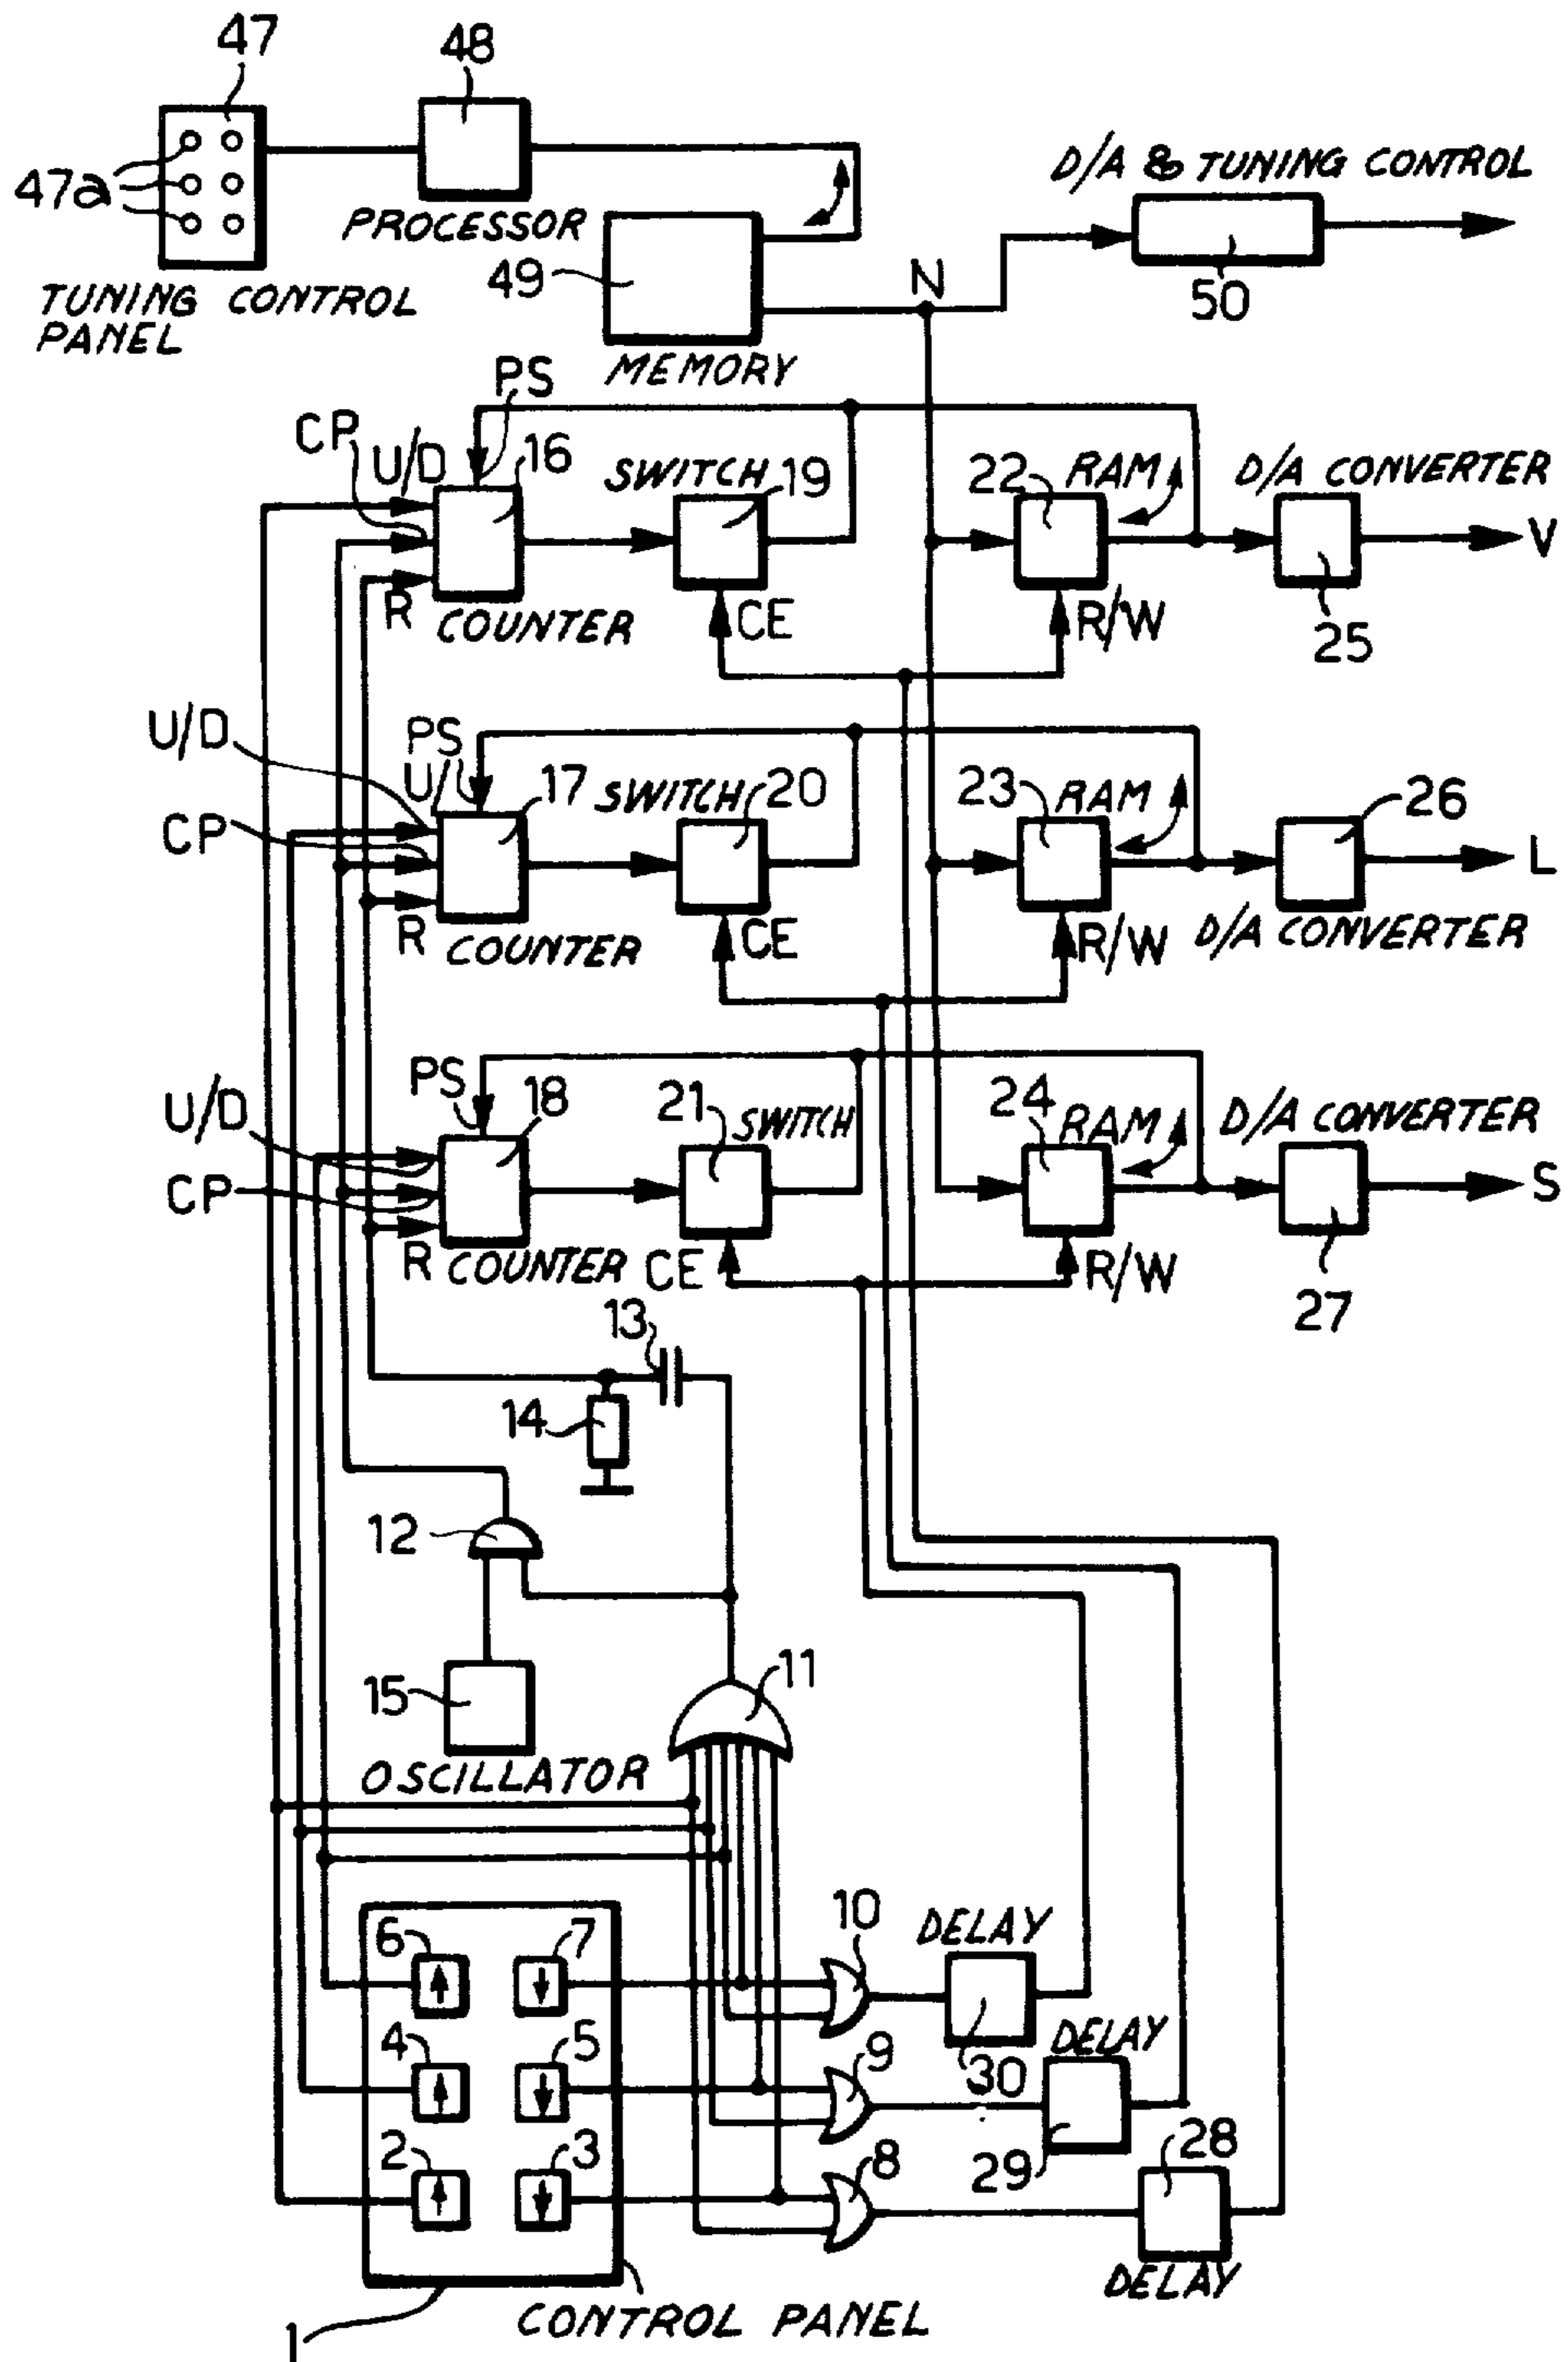 47
48
47a
PROCESSOR
D/A & TUNING CONTROL
49
N
50
TUNING CONTROL
PANEL
MEMORY
PS
CP
U/D
16
SWITCH
19
22
RAM
D/A CONVERTER
V
R
COUNTER
CE
R/W
25
U/D
PS
U/
17
SWITCH
20
23
RAM
26
CP
L
R
COUNTER
CE
R/W
D/A CONVERTER
PS
18
21
SWITCH
24
RAM
D/A CONVERTER
U/D
CP
S
R
COUNTER
CE
R/W
27
13
14
12
15
11
OSCILLATOR
10
DELAY
6
7
4
5
9
30
DELAY
2
3
8
29
28
DELAY
CONTROL PANEL
1